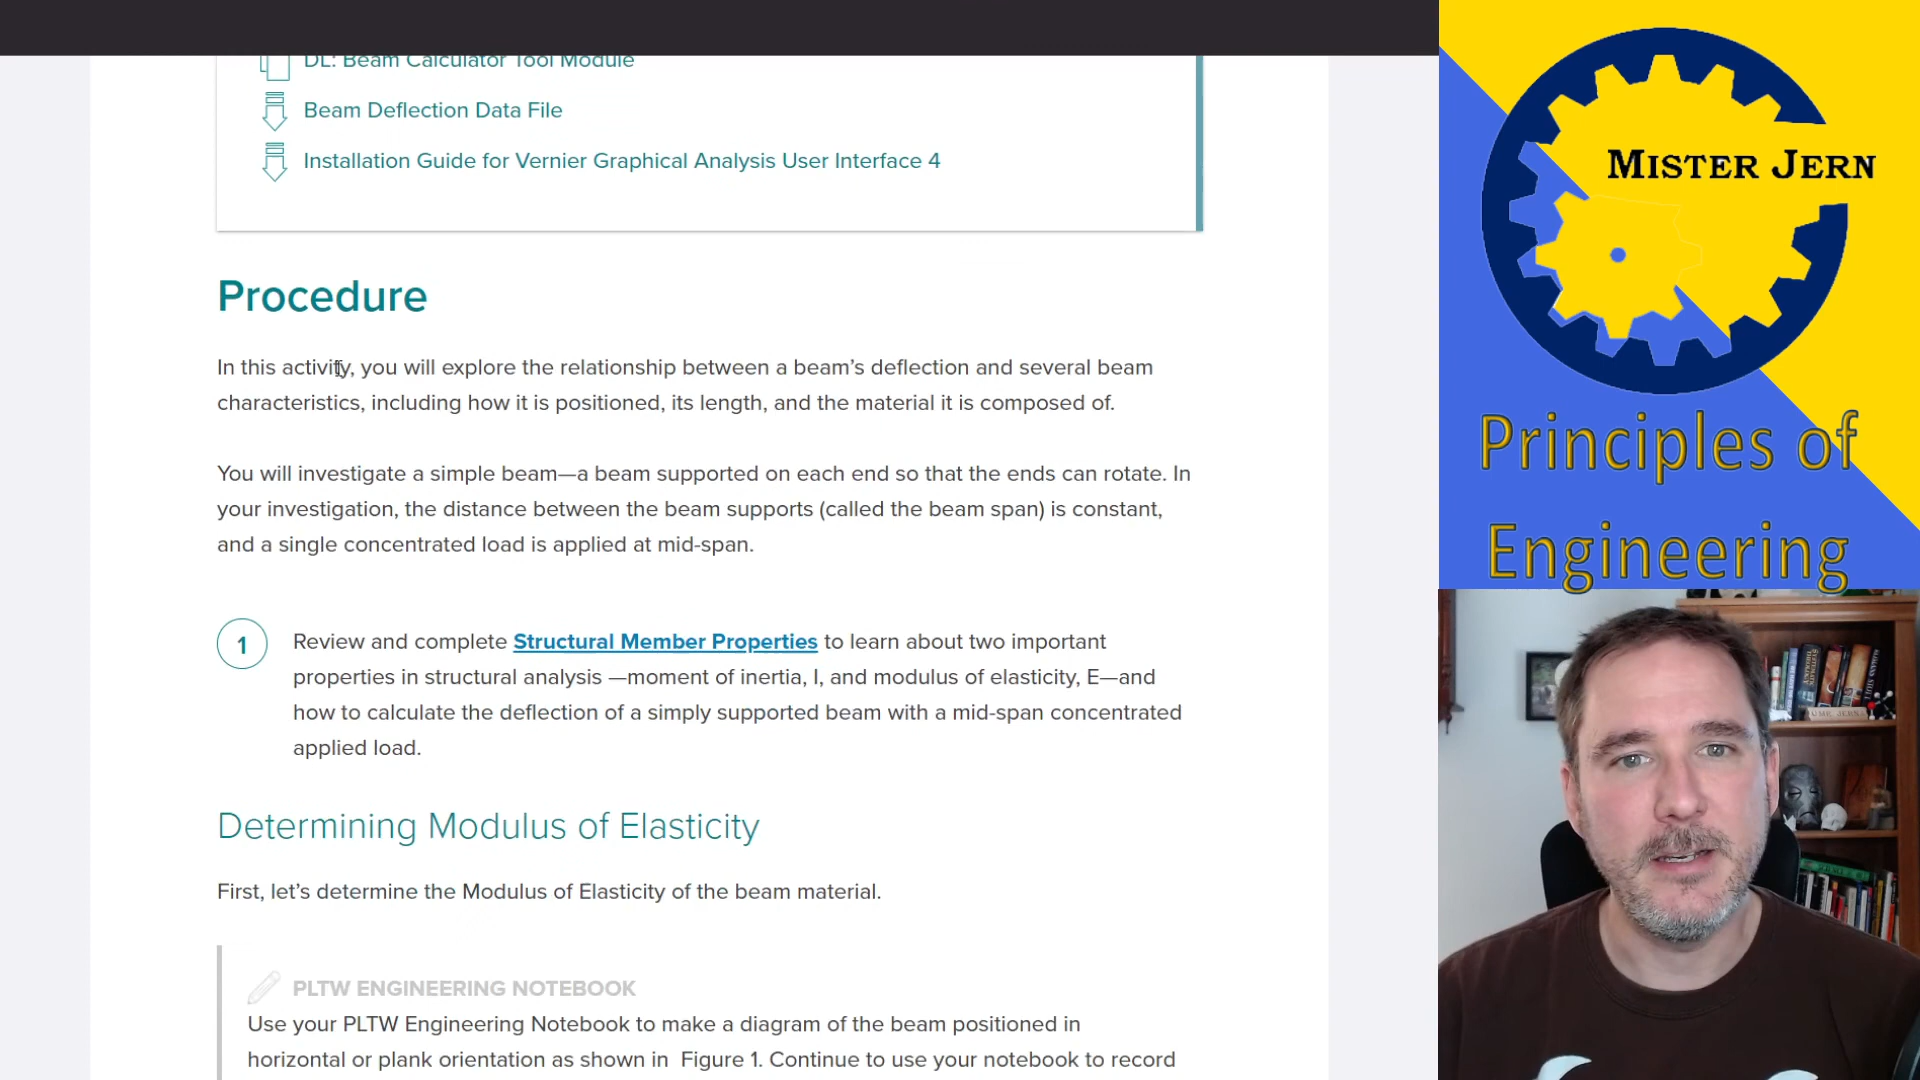 DL: Beam Calculator Tool Module
Beam Deflection Data File
Installation Guide for Vernier Graphical Analysis User Interface 4
Procedure
In this activity, you will explore the relationship between a beam’s deflection and several beam
characteristics, including how it is positioned, its length, and the material it is composed of.
You will investigate a simple beam—a beam supported on each end so that the ends can rotate. In
your investigation, the distance between the beam supports (called the beam span) is constant,
and a single concentrated load is applied at mid-span.
1
Review and complete Structural Member Properties to learn about two important
properties in structural analysis —moment of inertia, I, and modulus of elasticity, E—and
how to calculate the deflection of a simply supported beam with a mid-span concentrated
applied load.
Determining Modulus of Elasticity
First, let’s determine the Modulus of Elasticity of the beam material.
PLTW ENGINEERING NOTEBOOK
Use your PLTW Engineering Notebook to make a diagram of the beam positioned in
horizontal or plank orientation as shown in Figure 1. Continue to use your notebook to record
MISTER JERN
Principles of
Engineering